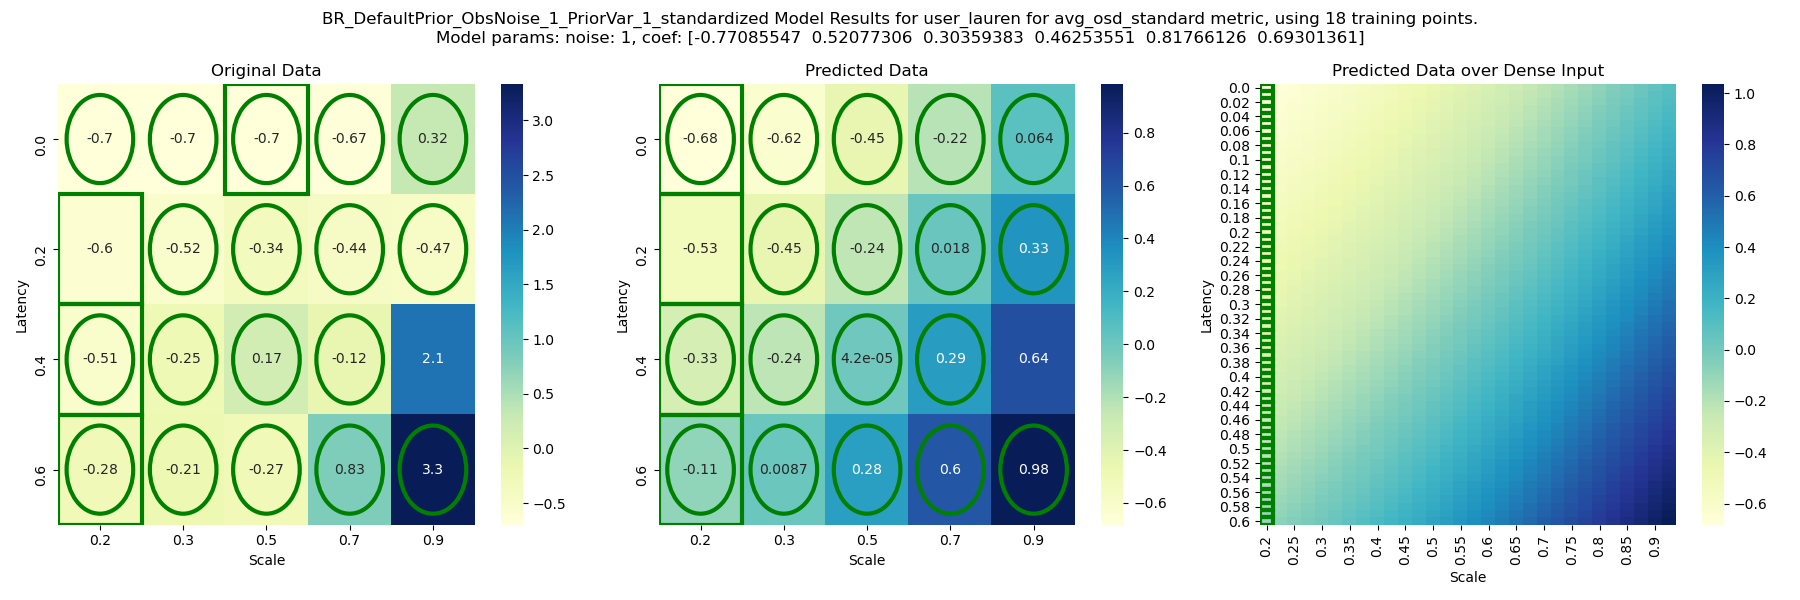 BR_DefaultPrior_ObsNoise_1_PriorVar_1_standardized Model Results for user_lauren for avg_osd_standard metric, using 18 training points.
Model params: noise: 1, coef: [-0.77085547  0.52077306  0.30359383  0.46253551  0.81766126  0.69301361]
Original Data
Latency
0.0
0.2
0.4
0.6
-0.7 -0.7 -0.7 -0.67 0.32
-0.6 -0.52 -0.34 -0.44 -0.47
-0.51 -0.25 0.17 -0.12 2.1
-0.28 -0.21 -0.27 0.83 3.3
0.2 0.3 0.5 0.7 0.9
Scale
3.0
2.5
2.0
1.5
1.0
0.5
0.0
−0.5
Predicted Data
Latency
0.0
0.2
0.4
0.6
-0.68 -0.62 -0.45 -0.22 0.064
-0.53 -0.45 -0.24 0.018 0.33
-0.33 -0.24 4.2e-05 0.29 0.64
-0.11 0.0087 0.28 0.6 0.98
0.2 0.3 0.5 0.7 0.9
Scale
0.8
0.6
0.4
0.2
0.0
−0.2
−0.4
−0.6
Predicted Data over Dense Input
Latency
0.0
0.02
0.04
0.06
0.08
0.1
0.12
0.14
0.16
0.18
0.2
0.22
0.24
0.26
0.28
0.3
0.32
0.34
0.36
0.38
0.4
0.42
0.44
0.46
0.48
0.5
0.52
0.54
0.56
0.58
0.6
0.2 0.25 0.3 0.35 0.4 0.45 0.5 0.55 0.6 0.65 0.7 0.75 0.8 0.85 0.9
Scale
1.0
0.8
0.6
0.4
0.2
0.0
−0.2
−0.4
−0.6